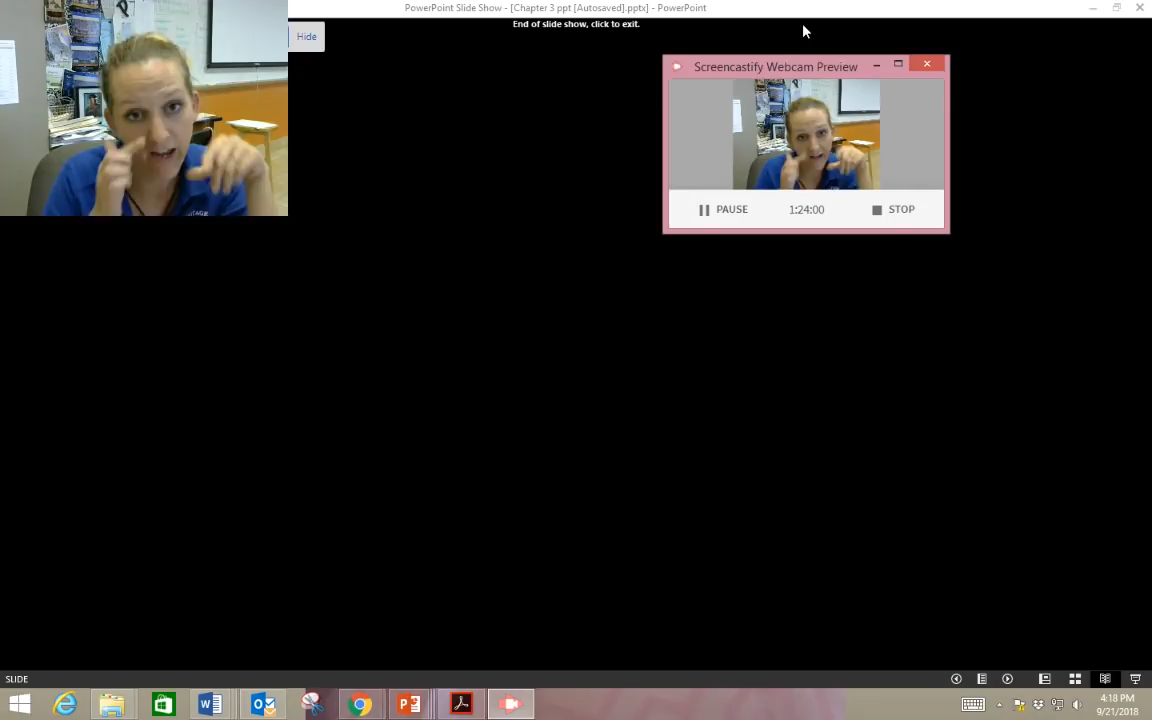 PowerPoint Slide Show - [Chapter 3 ppt [Autosaved].pptx] - PowerPoint
Hide
End of slide show, click to exit.
Screencastify Webcam Preview
PAUSE
1:24:00
STOP
SLIDE
4:18 PM
9/21/2018